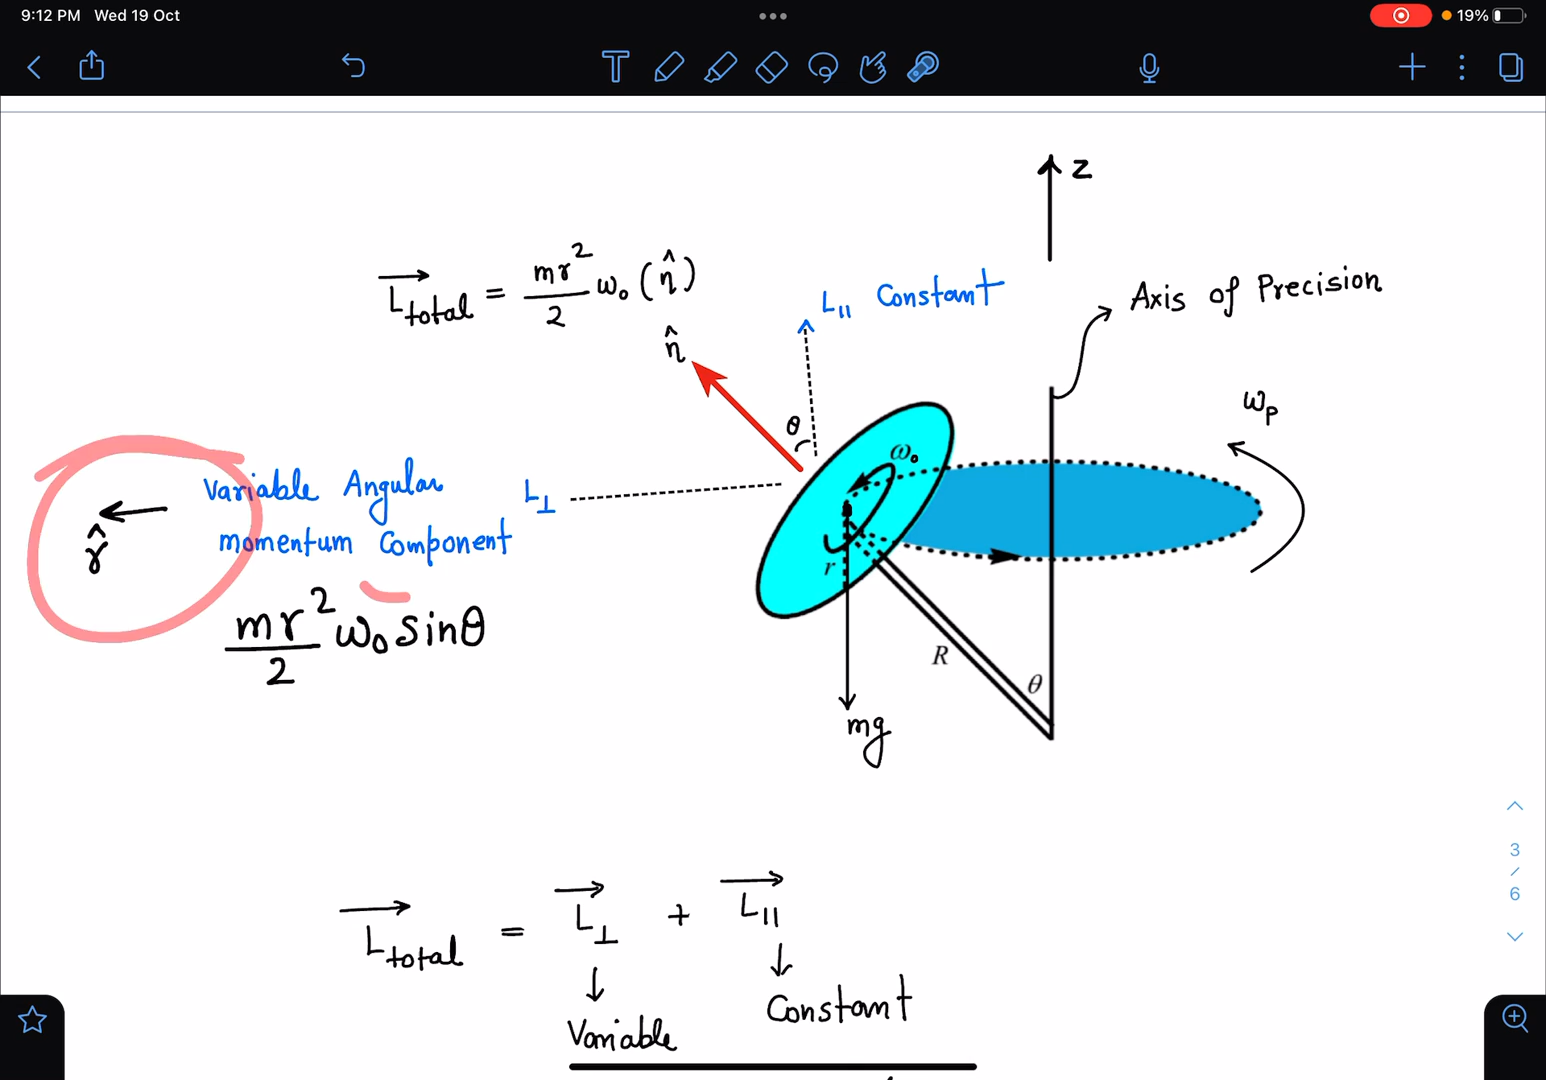 9:12 PM Wed 19 Oct
19%
z
L total = mr²/2 ω₀ (η̂)
L∥ Constant
Axis of Precision
η̂
θ
ωₚ
ω₀
Variable Angular
momentum Component
L⊥
r̂
r
mr²/2 ω₀ sinθ
R
θ
mg
3
/
6
L total = L⊥ + L∥
↓ ↓
Variable Constant